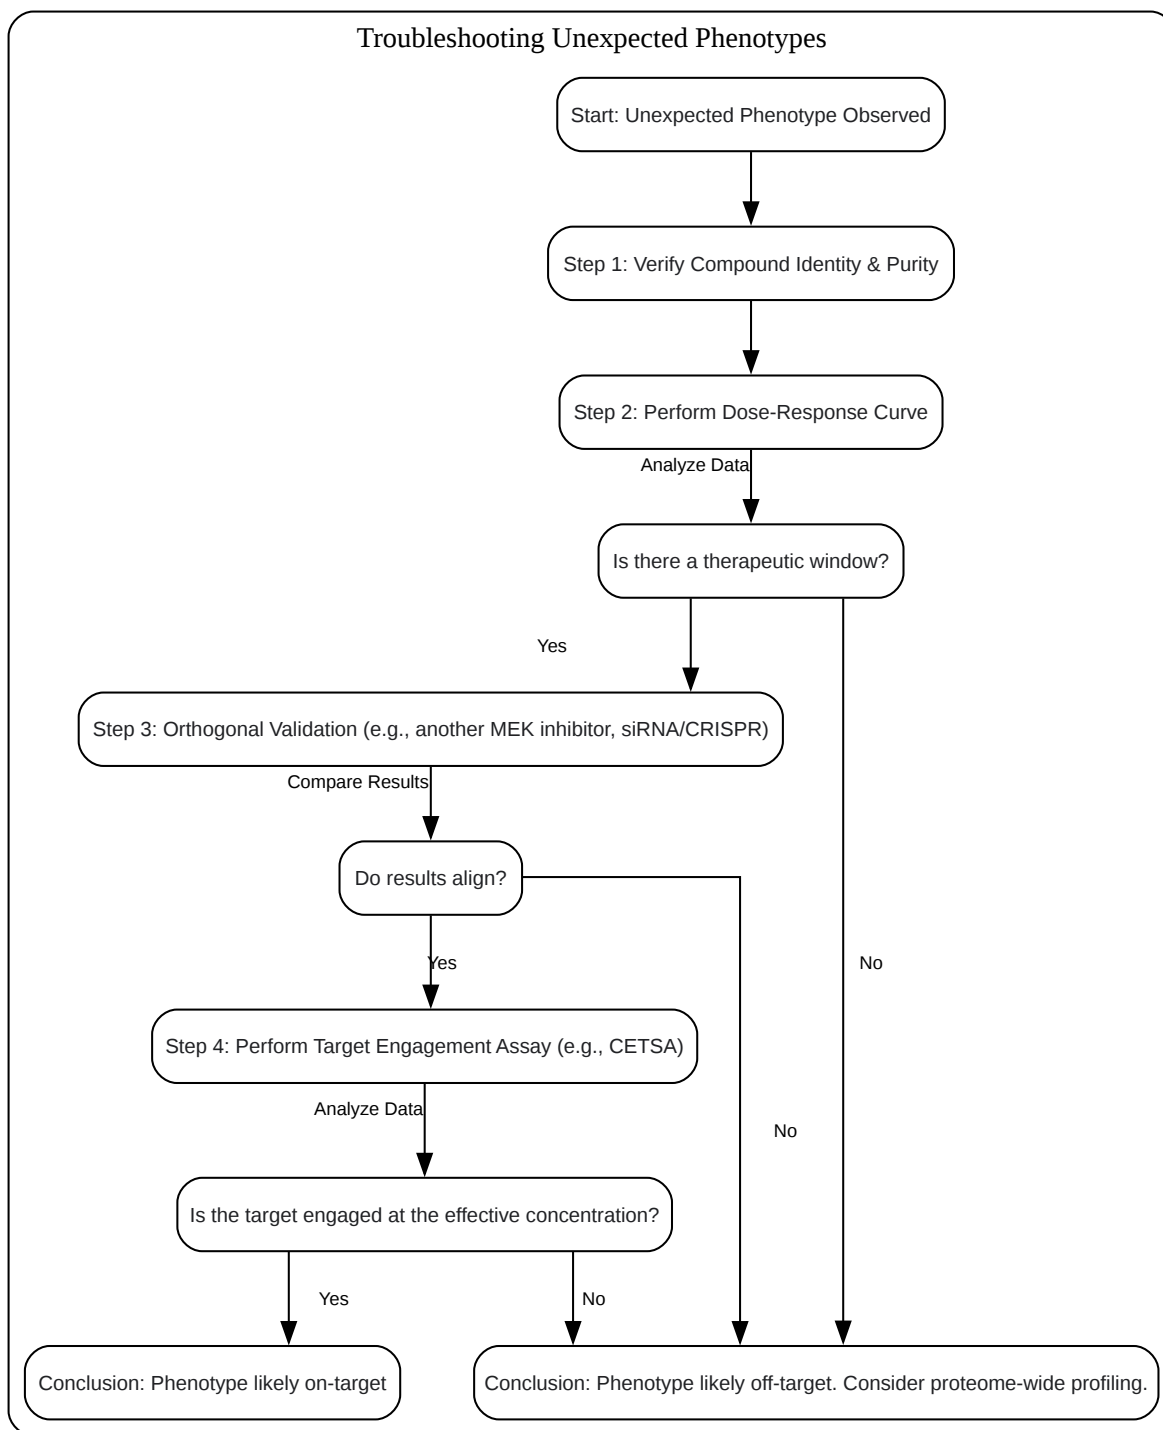 Troubleshooting Unexpected Phenotypes
Start: Unexpected Phenotype Observed
Step 1: Verify Compound Identity & Purity
Step 2: Perform Dose-Response Curve
Analyze Data
Is there a therapeutic window?
Yes
Step 3: Orthogonal Validation (e.g., another MEK inhibitor, siRNA/CRISPR)
Compare Results
Do results align?
Yes
No
Step 4: Perform Target Engagement Assay (e.g., CETSA)
Analyze Data
No
Is the target engaged at the effective concentration?
Yes
No
Conclusion: Phenotype likely on-target
Conclusion: Phenotype likely off-target. Consider proteome-wide profiling.